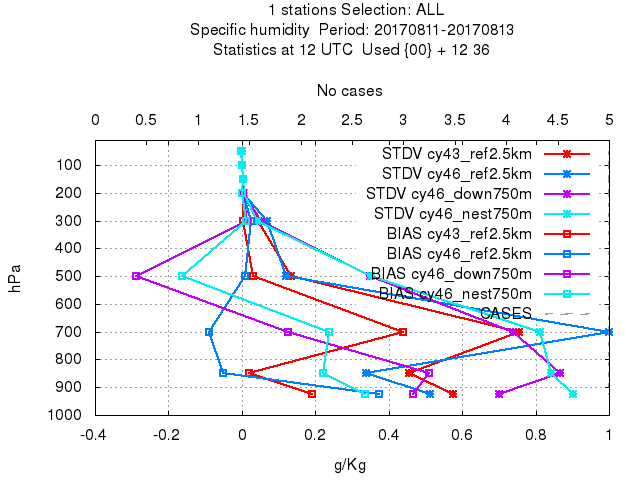 1 stations Selection: ALL
Specific humidity  Period: 20170811-20170813
Statistics at 12 UTC  Used {00} + 12 36
No cases
0 0.5 1 1.5 2 2.5 3 3.5 4 4.5 5
STDV cy43_ref2.5km
STDV cy46_ref2.5km
STDV cy46_down750m
STDV cy46_nest750m
BIAS cy43_ref2.5km
BIAS cy46_ref2.5km
BIAS cy46_down750m
BIAS cy46_nest750m
CASES
100
200
300
400
500
600
700
800
900
1000
hPa
-0.4 -0.2 0 0.2 0.4 0.6 0.8 1
g/Kg